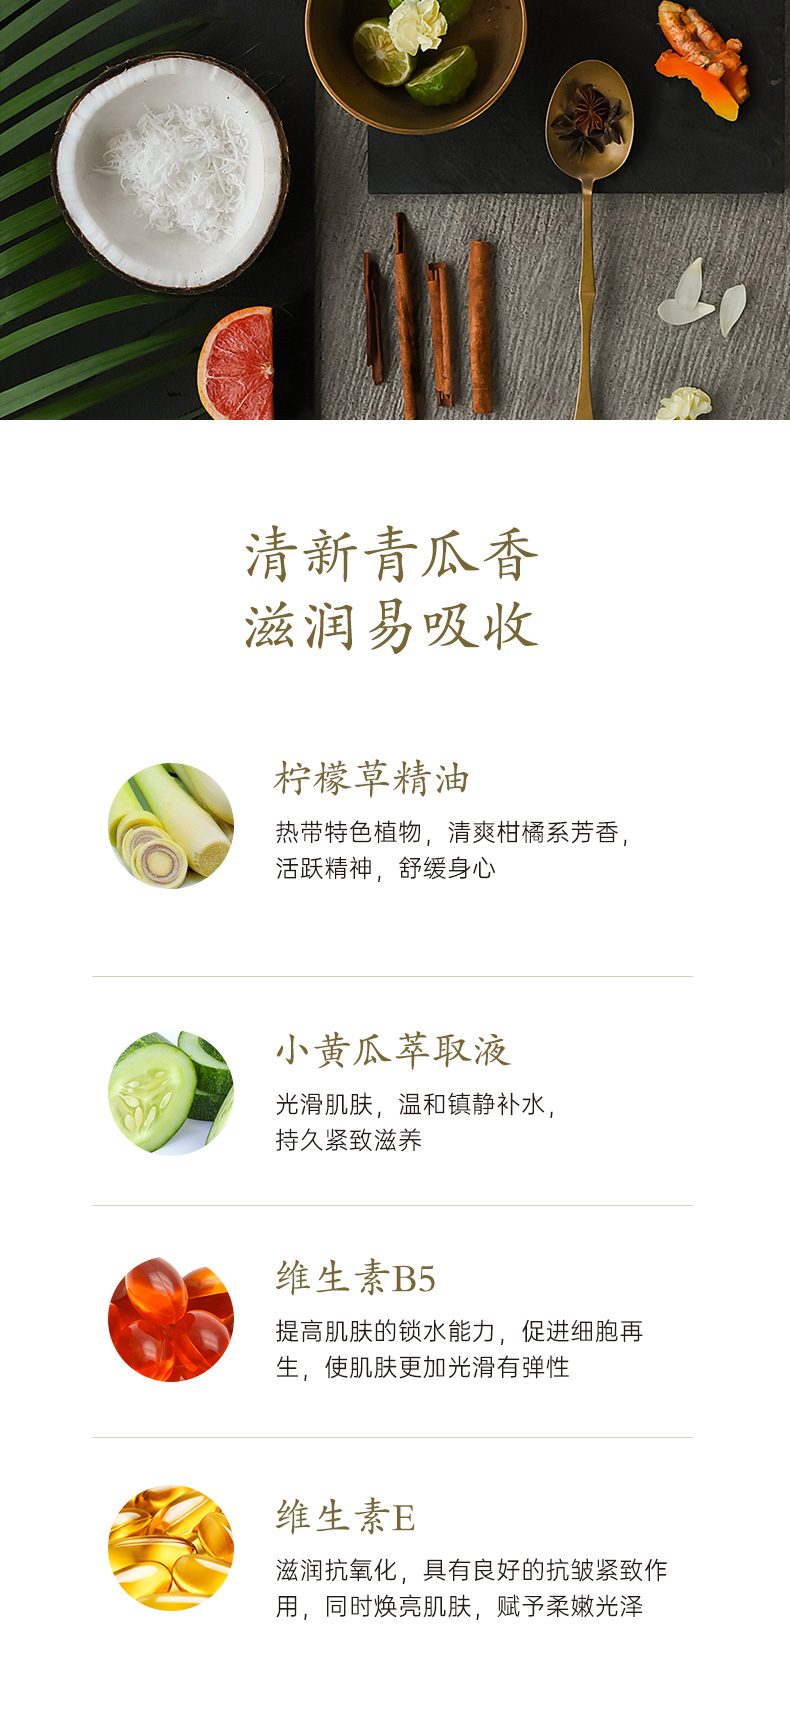 清新青瓜香
滋润易吸收
柠檬草精油
热带特色植物，清爽柑橘系芳香，
活跃精神，舒缓身心
小黄瓜萃取液
光滑肌肤，温和镇静补水，
持久紧致滋养
维生素B5
提高肌肤的锁水能力，促进细胞再
生，使肌肤更加光滑有弹性
维生素E
滋润抗氧化，具有良好的抗皱紧致作
用，同时焕亮肌肤，赋予柔嫩光泽